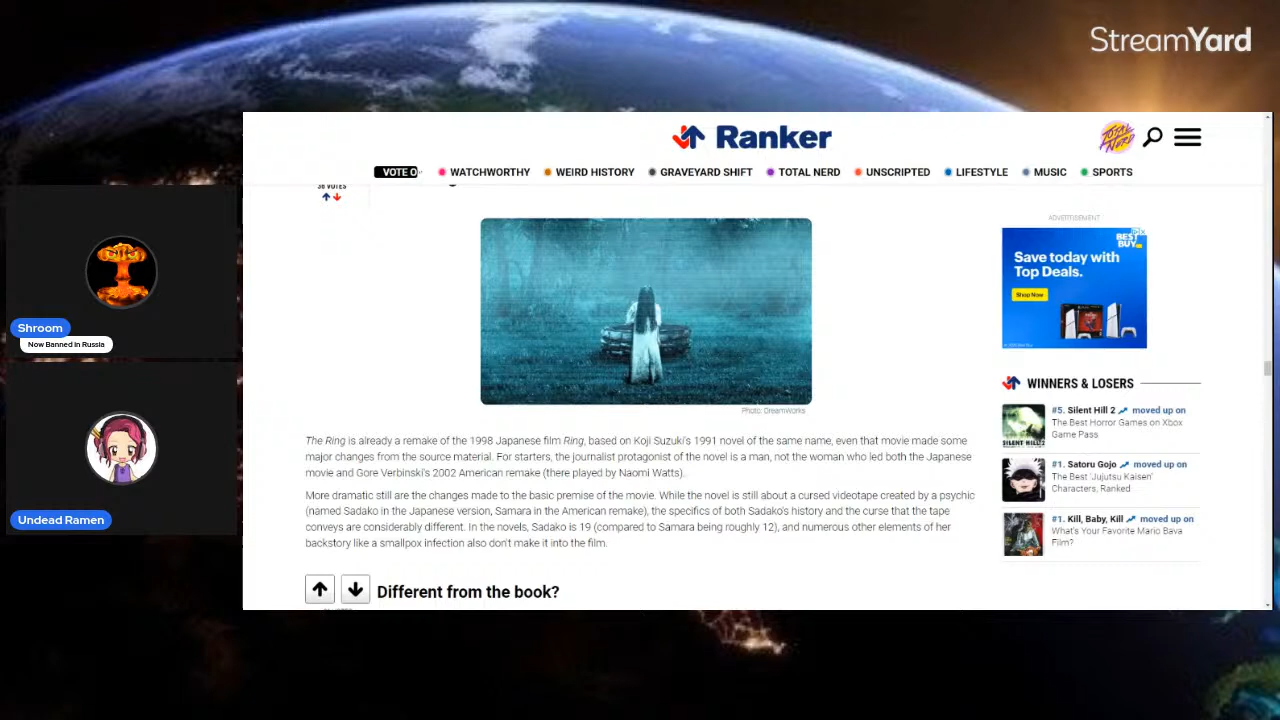 StreamYard
Ranker
VOTE O
WATCHWORTHY
WEIRD HISTORY
GRAVEYARD SHIFT
TOTAL NERD
UNSCRIPTED
LIFESTYLE
MUSIC
SPORTS
TOTAL NERD
VOTES
ADVERTISEMENT
BEST BUY
Save today with
Top Deals.
Shop Now
Shroom
Now Banned in Russia
Undead Ramen
Photo: DreamWorks
The Ring is already a remake of the 1998 Japanese film Ring, based on Koji Suzuki's 1991 novel of the same name, even that movie made some
major changes from the source material. For starters, the journalist protagonist of the novel is a man, not the woman who led both the Japanese
movie and Gore Verbinski's 2002 American remake (there played by Naomi Watts).
More dramatic still are the changes made to the basic premise of the movie. While the novel is still about a cursed videotape created by a psychic
(named Sadako in the Japanese version, Samara in the American remake), the specifics of both Sadako's history and the curse that the tape
conveys are considerably different. In the novels, Sadako is 19 (compared to Samara being roughly 12), and numerous other elements of her
backstory like a smallpox infection also don't make it into the film.
Different from the book?
WINNERS & LOSERS
#5. Silent Hill 2 moved up on
The Best Horror Games on Xbox
Game Pass
SILENT HILL 2
#1. Satoru Gojo moved up on
The Best 'Jujutsu Kaisen'
Characters, Ranked
#1. Kill, Baby, Kill moved up on
What's Your Favorite Mario Bava
Film?